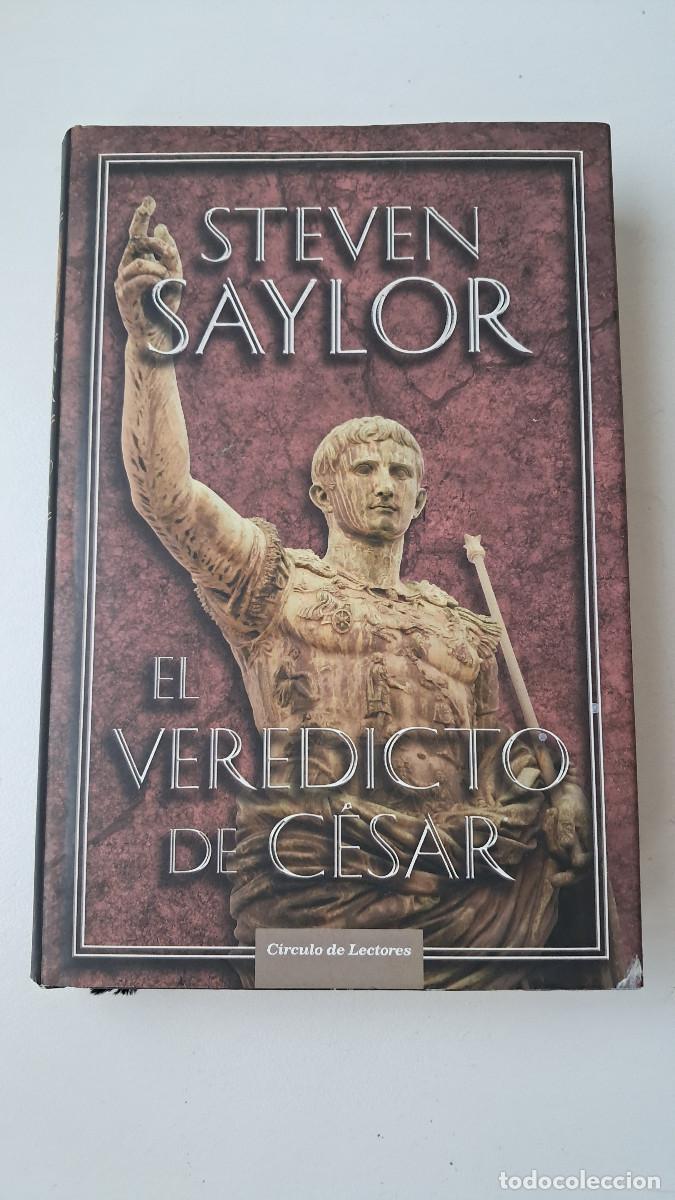 STEVEN
SAYLOR
EL
VEREDICTO
DE CÉSAR
Círculo de Lectores
todocoleccion